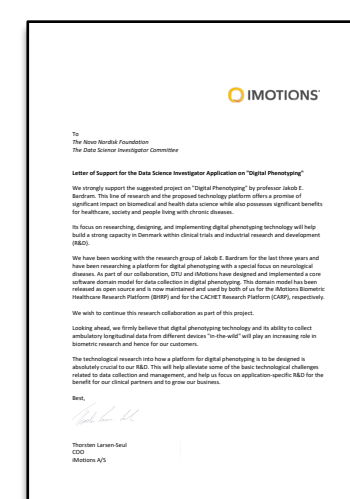 IMOTIONS
To
The Novo Nordisk Foundation
The Data Science Investigator Committee
Letter of Support for the Data Science Investigator Application on "Digital Phenotyping"
We strongly support the suggested project on "Digital Phenotyping" by professor Jakob E.
Bardram. This line of research and the proposed technology platform offers a promise of
significant impact on biomedical and health data science while also possesses significant benefits
for healthcare, society and people living with chronic diseases.
Its focus on researching, designing, and implementing digital phenotyping technology will help
build a strong capacity in Denmark within clinical trials and industrial research and development
(R&D).
We have been working with the research group of Jakob E. Bardram for the last three years and
have been researching a platform for digital phenotyping with a special focus on neurological
diseases. As part of our collaboration, DTU and iMotions have designed and implemented a core
software domain model for data collection in digital phenotyping. This domain model has been
released as open source and is now maintained and used by both of us for the iMotions Biometric
Healthcare Research Platform (BHRP) and for the CACHET Research Platform (CARP), respectively.
We wish to continue this research collaboration as part of this project.
Looking ahead, we firmly believe that digital phenotyping technology and its ability to collect
ambulatory longitudinal data from different devices "in-the-wild" will play an increasing role in
biometric research and hence for our customers.
The technological research into how a platform for digital phenotyping is to be designed is
absolutely crucial to our R&D. This will help alleviate some of the basic technological challenges
related to data collection and management, and help us focus on application-specific R&D for the
benefit for our clinical partners and to grow our business.
Best,
Thorsten Larsen-Seul
COO
iMotions A/S